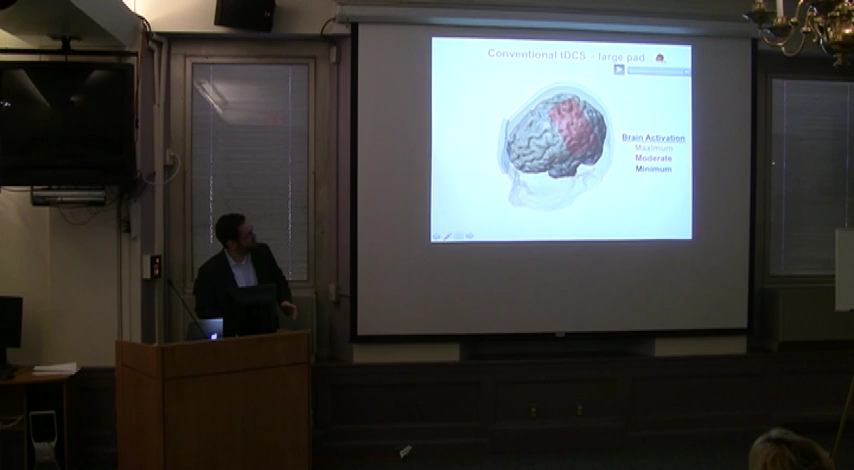 Conventional tDCS – large pad
Brain Activation
Maximum
Moderate
Minimum